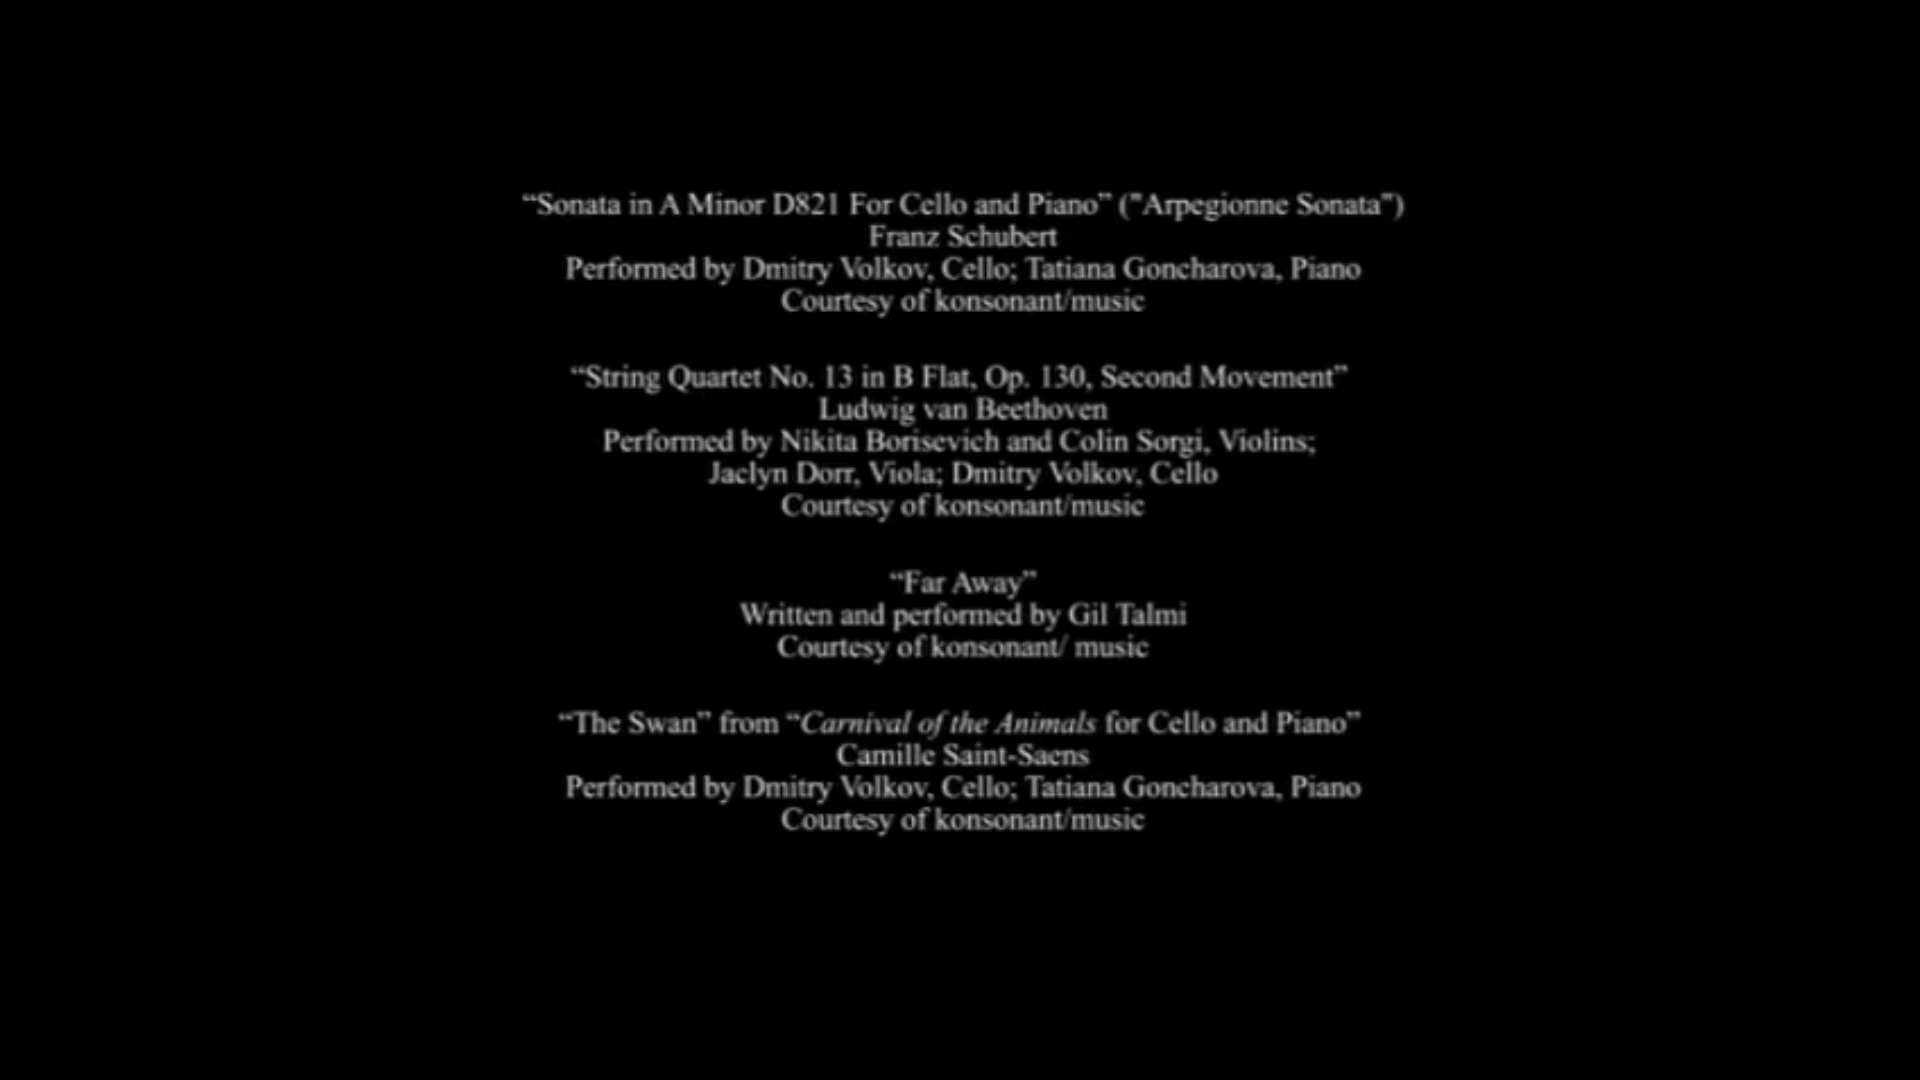 “Sonata in A Minor D821 For Cello and Piano” ("Arpegionne Sonata")
Franz Schubert
Performed by Dmitry Volkov, Cello; Tatiana Goncharova, Piano
Courtesy of konsonant/music
“String Quartet No. 13 in B Flat, Op. 130, Second Movement”
Ludwig van Beethoven
Performed by Nikita Borisevich and Colin Sorgi, Violins;
Jaclyn Dorr, Viola; Dmitry Volkov, Cello
Courtesy of konsonant/music
“Far Away”
Written and performed by Gil Talmi
Courtesy of konsonant/ music
“The Swan” from “Carnival of the Animals for Cello and Piano”
Camille Saint-Saens
Performed by Dmitry Volkov, Cello; Tatiana Goncharova, Piano
Courtesy of konsonant/music